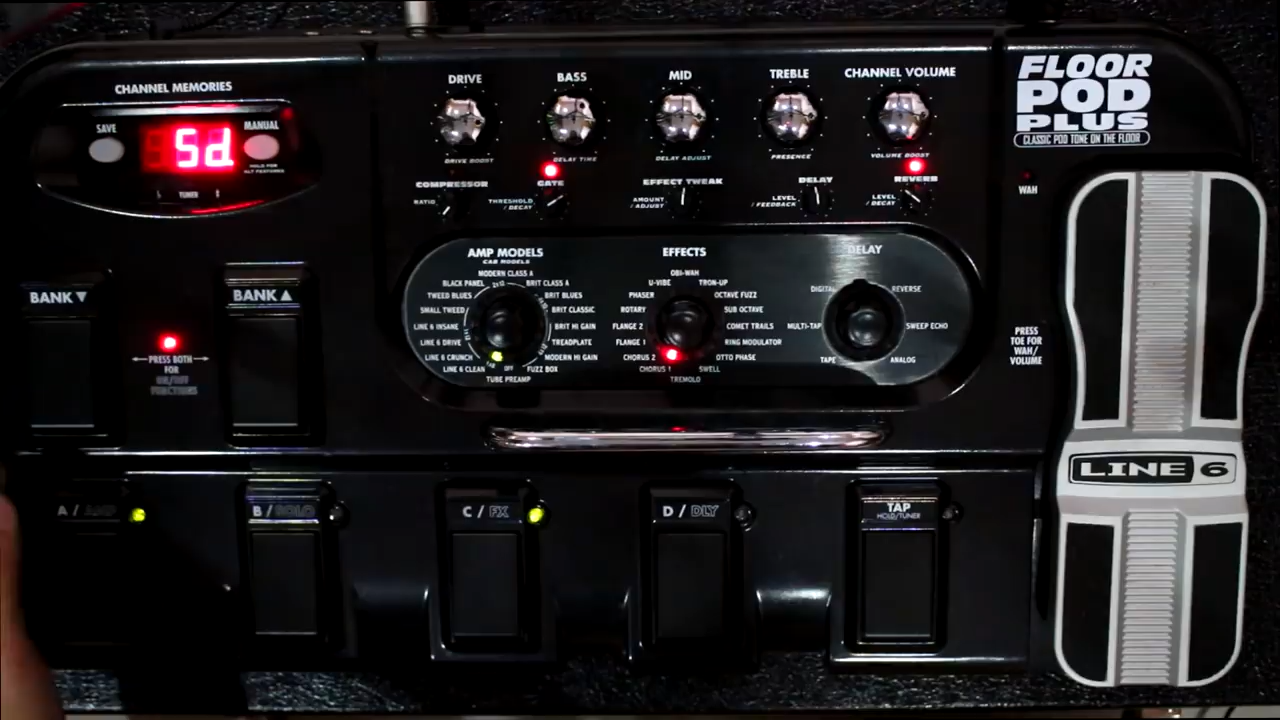 CHANNEL MEMORIES
SAVE
MANUAL
HOLD FOR
ALT FEATURES
5d.
TUNER
DRIVE
BASS
MID
TREBLE
CHANNEL VOLUME
DRIVE BOOST
DELAY TIME
DELAY ADJUST
PRESENCE
VOLUME BOOST
COMPRESSOR
GATE
EFFECT TWEAK
DELAY
REVERB
RATIO
THRESHOLD
/DECAY
AMOUNT
/ADJUST
LEVEL
/FEEDBACK
LEVEL
/DECAY
FLOOR
POD
PLUS
CLASSIC POD TONE ON THE FLOOR
WAH
AMP MODELS
CAB MODELS
MODERN CLASS A
BLACK PANEL
BRIT CLASS A
TWEED BLUES
BRIT BLUES
SMALL TWEED
BRIT CLASSIC
LINE 6 INSANE
BRIT HI GAIN
LINE 6 DRIVE
TREADPLATE
LINE 6 CRUNCH
MODERN HI GAIN
LINE 6 CLEAN
OFF
FUZZ BOX
TUBE PREAMP
EFFECTS
OBI-WAH
U-VIBE
TRON-UP
PHASER
OCTAVE FUZZ
ROTARY
SUB OCTAVE
FLANGE 2
COMET TRAILS
FLANGE 1
RING MODULATOR
CHORUS 2
OTTO PHASE
CHORUS 1
SWELL
TREMOLO
DELAY
DIGITAL
REVERSE
MULTI-TAP
SWEEP ECHO
TAPE
ANALOG
BANK
BANK
PRESS BOTH
FOR
ON/OFF
FUNCTIONS
PRESS
TOE FOR
WAH/
VOLUME
LINE 6
A / AMP
B / SOLO
C / FX
D / DLY
TAP
HOLD/TUNER